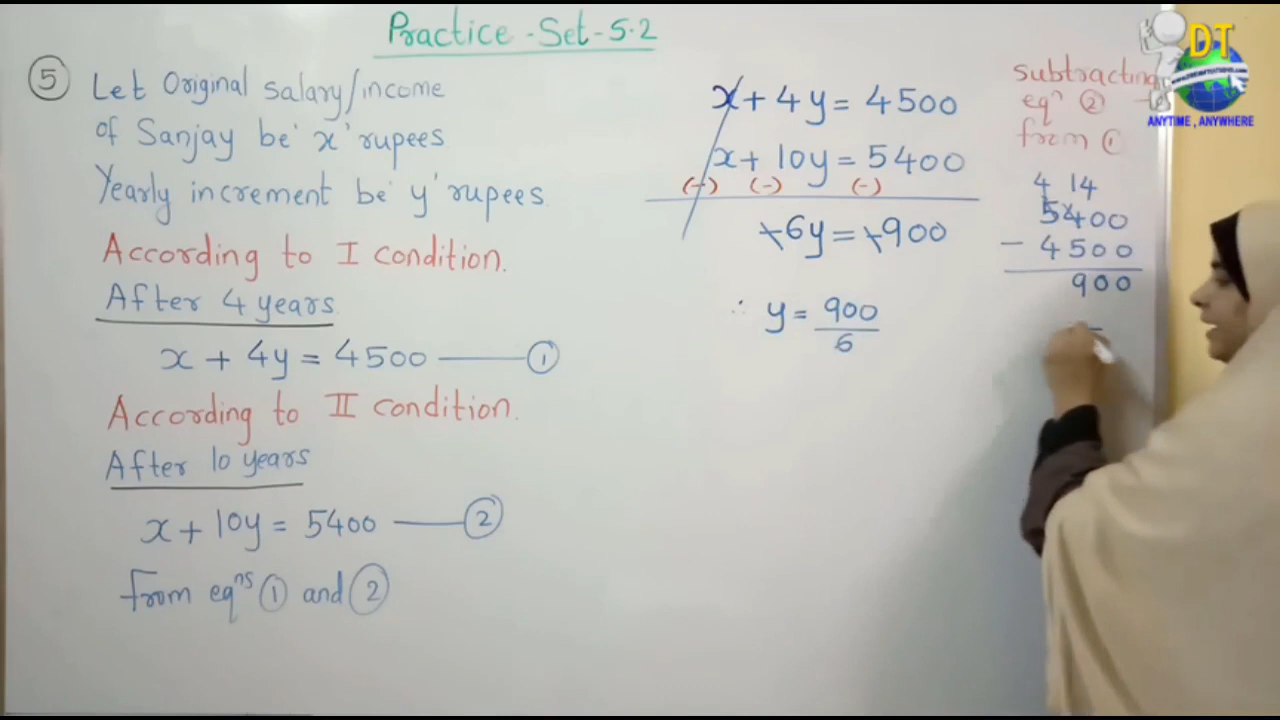 Practice-Set-5.2
5 Let Original salary/income
of Sanjay be 'x' rupees
Yearly increment be 'y' rupees.
According to I condition.
After 4 years
x + 4y = 4500 —— 1
According to II condition.
After 10 years
x + 10y = 5400 —— 2
from eqns 1 and 2
x + 4y = 4500
x + 10y = 5400
(-) (-) (-)
-6y = -900
∴ y = 900/6
subtracting
eqn 2
from 1
4 14
5400
- 4500
900
DT
ANYTIME, ANYWHERE